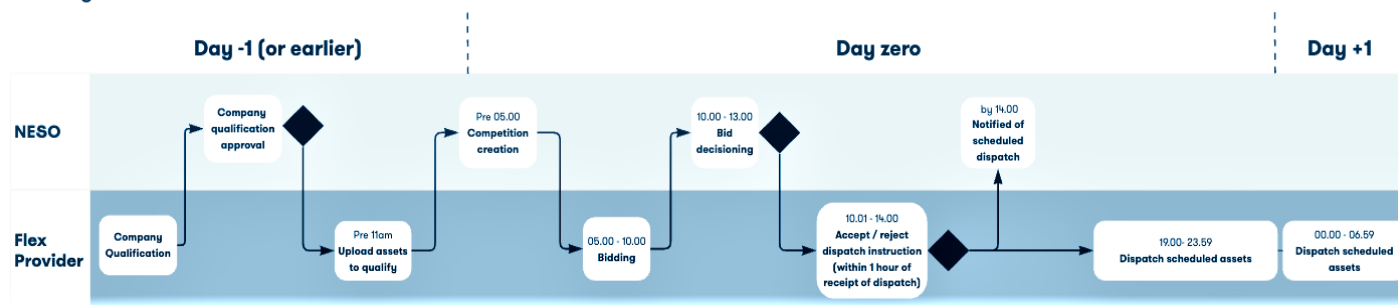 Day -1 (or earlier)
Day zero
Day +1
NESO
Company
qualification
approval
Pre 05.00
Competition
creation
10.00 - 13.00
Bid
decisioning
by 14.00
Notified of
scheduled
dispatch
Flex
Provider
Company
Qualification
Pre 11am
Upload assets
to qualify
05.00 - 10.00
Bidding
10.01 - 14.00
Accept / reject
dispatch instruction
(within 1 hour of
receipt of dispatch)
19.00- 23.59
Dispatch scheduled assets
00.00 - 06.59
Dispatch scheduled
assets